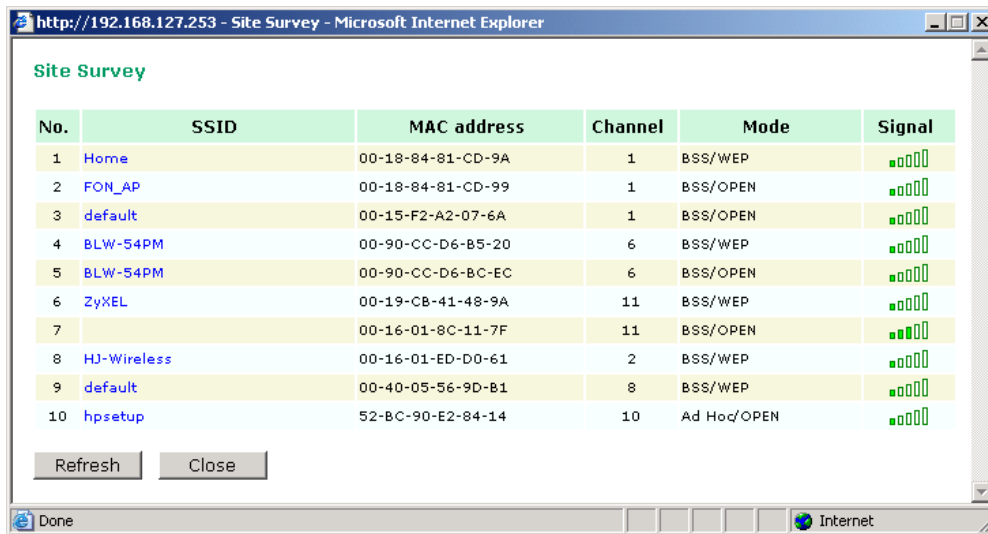 http://192.168.127.253 - Site Survey - Microsoft Internet Explorer
Site Survey
No. SSID MAC address Channel Mode Signal
1 Home 00-18-84-81-CD-9A 1 BSS/WEP
2 FON_AP 00-18-84-81-CD-99 1 BSS/OPEN
3 default 00-15-F2-A2-07-6A 1 BSS/OPEN
4 BLW-54PM 00-90-CC-D6-B5-20 6 BSS/WEP
5 BLW-54PM 00-90-CC-D6-BC-EC 6 BSS/OPEN
6 ZyXEL 00-19-CB-41-48-9A 11 BSS/WEP
7 00-16-01-8C-11-7F 11 BSS/OPEN
8 HJ-Wireless 00-16-01-ED-D0-61 2 BSS/WEP
9 default 00-40-05-56-9D-B1 8 BSS/WEP
10 hpsetup 52-BC-90-E2-84-14 10 Ad Hoc/OPEN
Refresh Close
Done Internet